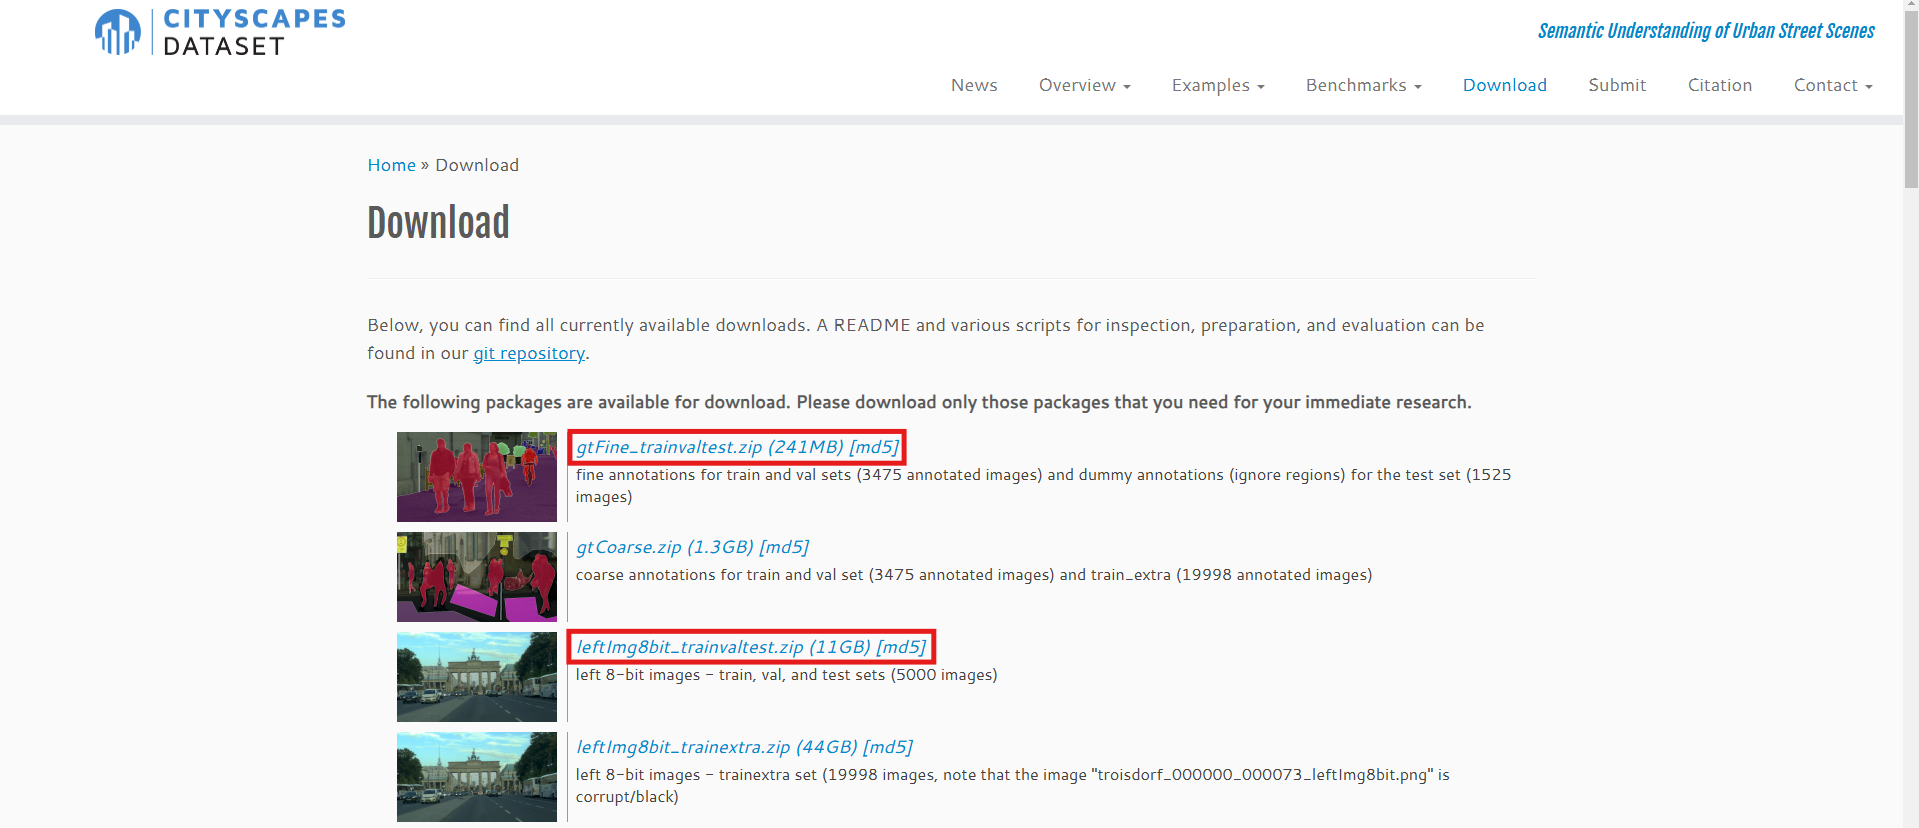 CITYSCAPES
DATASET
Semantic Understanding of Urban Street Scenes
News Overview Examples Benchmarks Download Submit Citation Contact
Home » Download
Download
Below, you can find all currently available downloads. A README and various scripts for inspection, preparation, and evaluation can be
found in our git repository.
The following packages are available for download. Please download only those packages that you need for your immediate research.
gtFine_trainvaltest.zip (241MB) [md5]
fine annotations for train and val sets (3475 annotated images) and dummy annotations (ignore regions) for the test set (1525
images)
gtCoarse.zip (1.3GB) [md5]
coarse annotations for train and val set (3475 annotated images) and train_extra (19998 annotated images)
leftImg8bit_trainvaltest.zip (11GB) [md5]
left 8-bit images - train, val, and test sets (5000 images)
leftImg8bit_trainextra.zip (44GB) [md5]
left 8-bit images - trainextra set (19998 images, note that the image "troisdorf_000000_000073_leftImg8bit.png" is
corrupt/black)